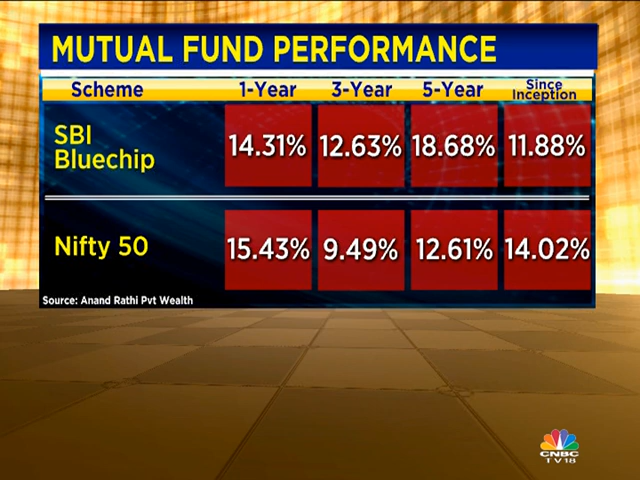 MUTUAL FUND PERFORMANCE
Scheme 1-Year 3-Year 5-Year Since Inception
SBI Bluechip 14.31% 12.63% 18.68% 11.88%
Nifty 50 15.43% 9.49% 12.61% 14.02%
Source: Anand Rathi Pvt Wealth
CNBC
TV18